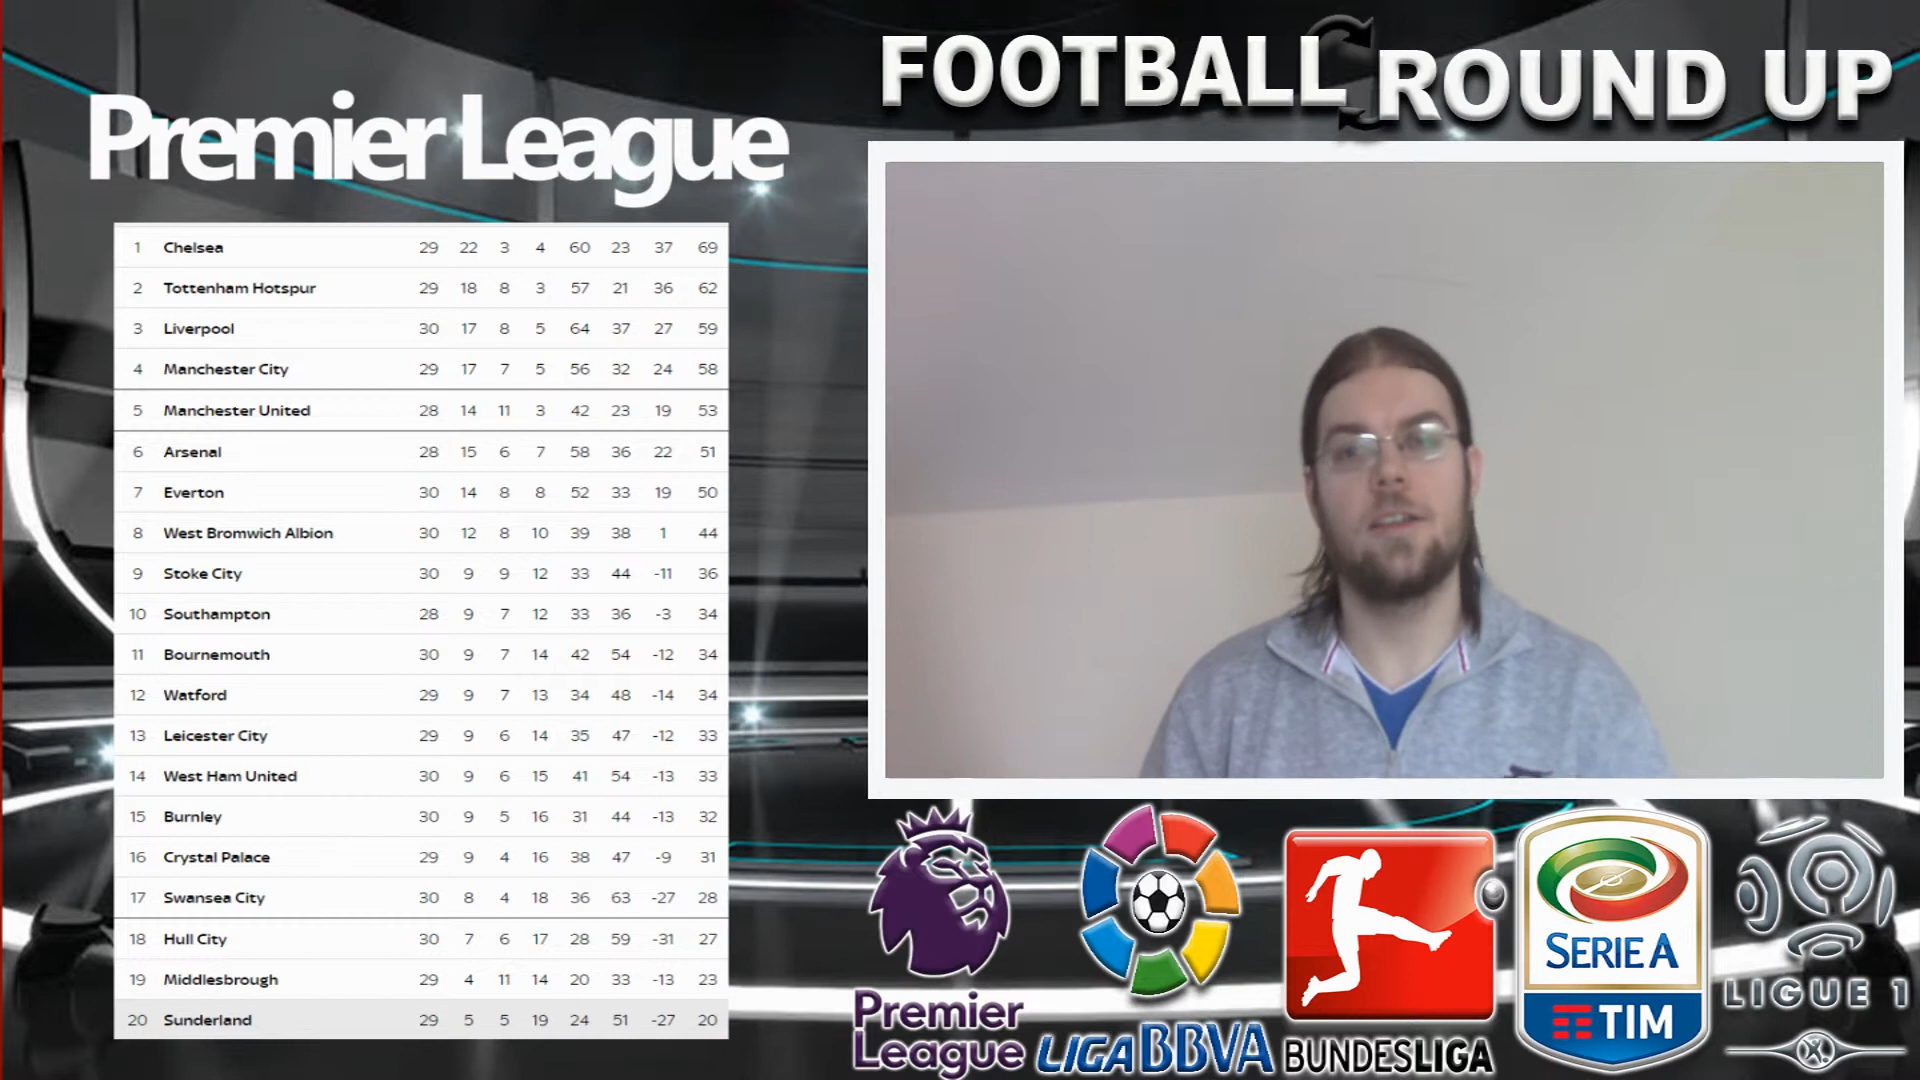 FOOTBALL ROUND UP
Premier League
1 Chelsea 29 22 3 4 60 23 37 69
2 Tottenham Hotspur 29 18 8 3 57 21 36 62
3 Liverpool 30 17 8 5 64 37 27 59
4 Manchester City 29 17 7 5 56 32 24 58
5 Manchester United 28 14 11 3 42 23 19 53
6 Arsenal 28 15 6 7 58 36 22 51
7 Everton 30 14 8 8 52 33 19 50
8 West Bromwich Albion 30 12 8 10 39 38 1 44
9 Stoke City 30 9 9 12 33 44 -11 36
10 Southampton 28 9 7 12 33 36 -3 34
11 Bournemouth 30 9 7 14 42 54 -12 34
12 Watford 29 9 7 13 34 48 -14 34
13 Leicester City 29 9 6 14 35 47 -12 33
14 West Ham United 30 9 6 15 41 54 -13 33
15 Burnley 30 9 5 16 31 44 -13 32
16 Crystal Palace 29 9 4 16 38 47 -9 31
17 Swansea City 30 8 4 18 36 63 -27 28
18 Hull City 30 7 6 17 28 59 -31 27
19 Middlesbrough 29 4 11 14 20 33 -13 23
20 Sunderland 29 5 5 19 24 51 -27 20
Premier
League
LIGA BBVA
BUNDESLIGA
SERIE A
TIM
LIGUE 1